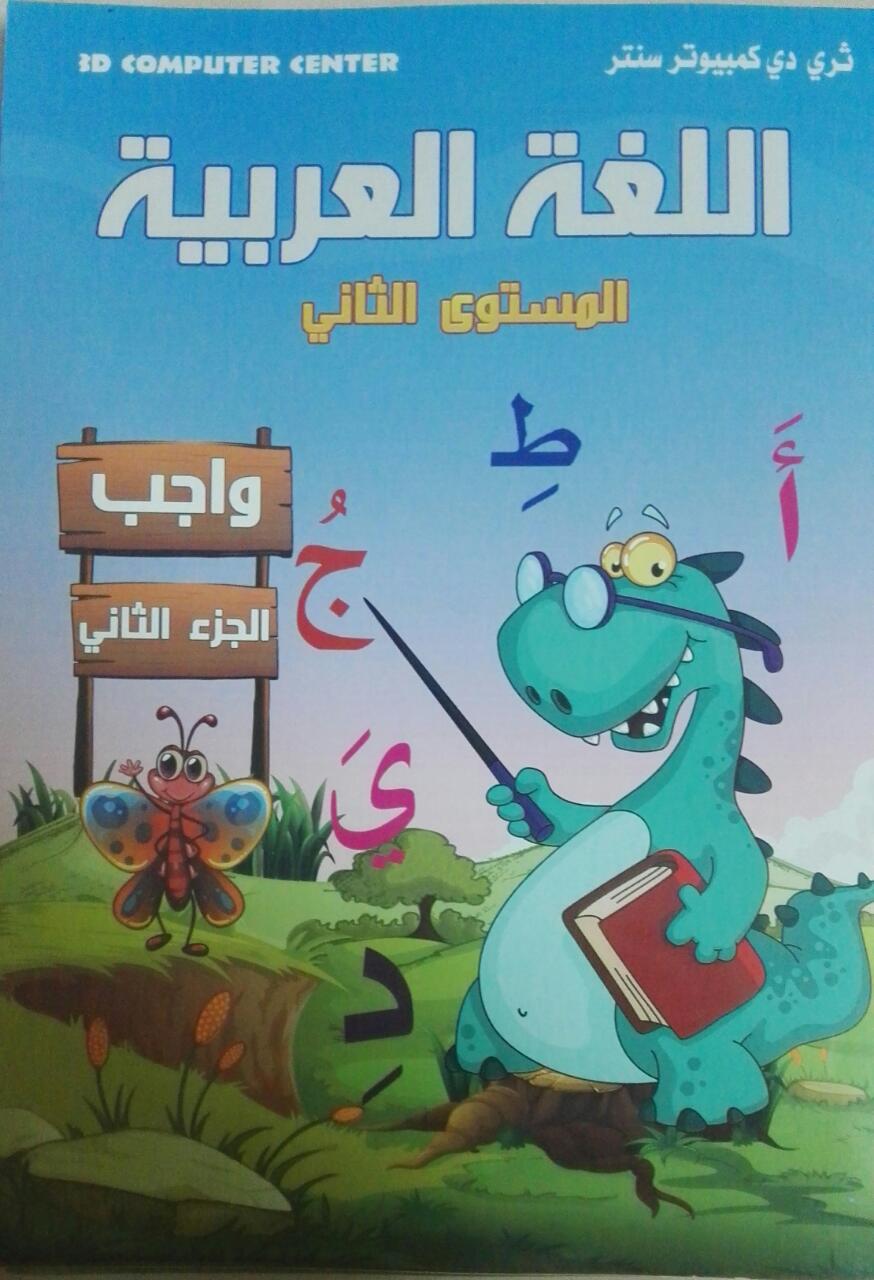 3D COMPUTER CENTER
ثري دي كمبيوتر سنتر
اللغة العربية
المستوى الثاني
أَ
طِ
واجب
جُ
الجزء الثاني
يَ
دِ